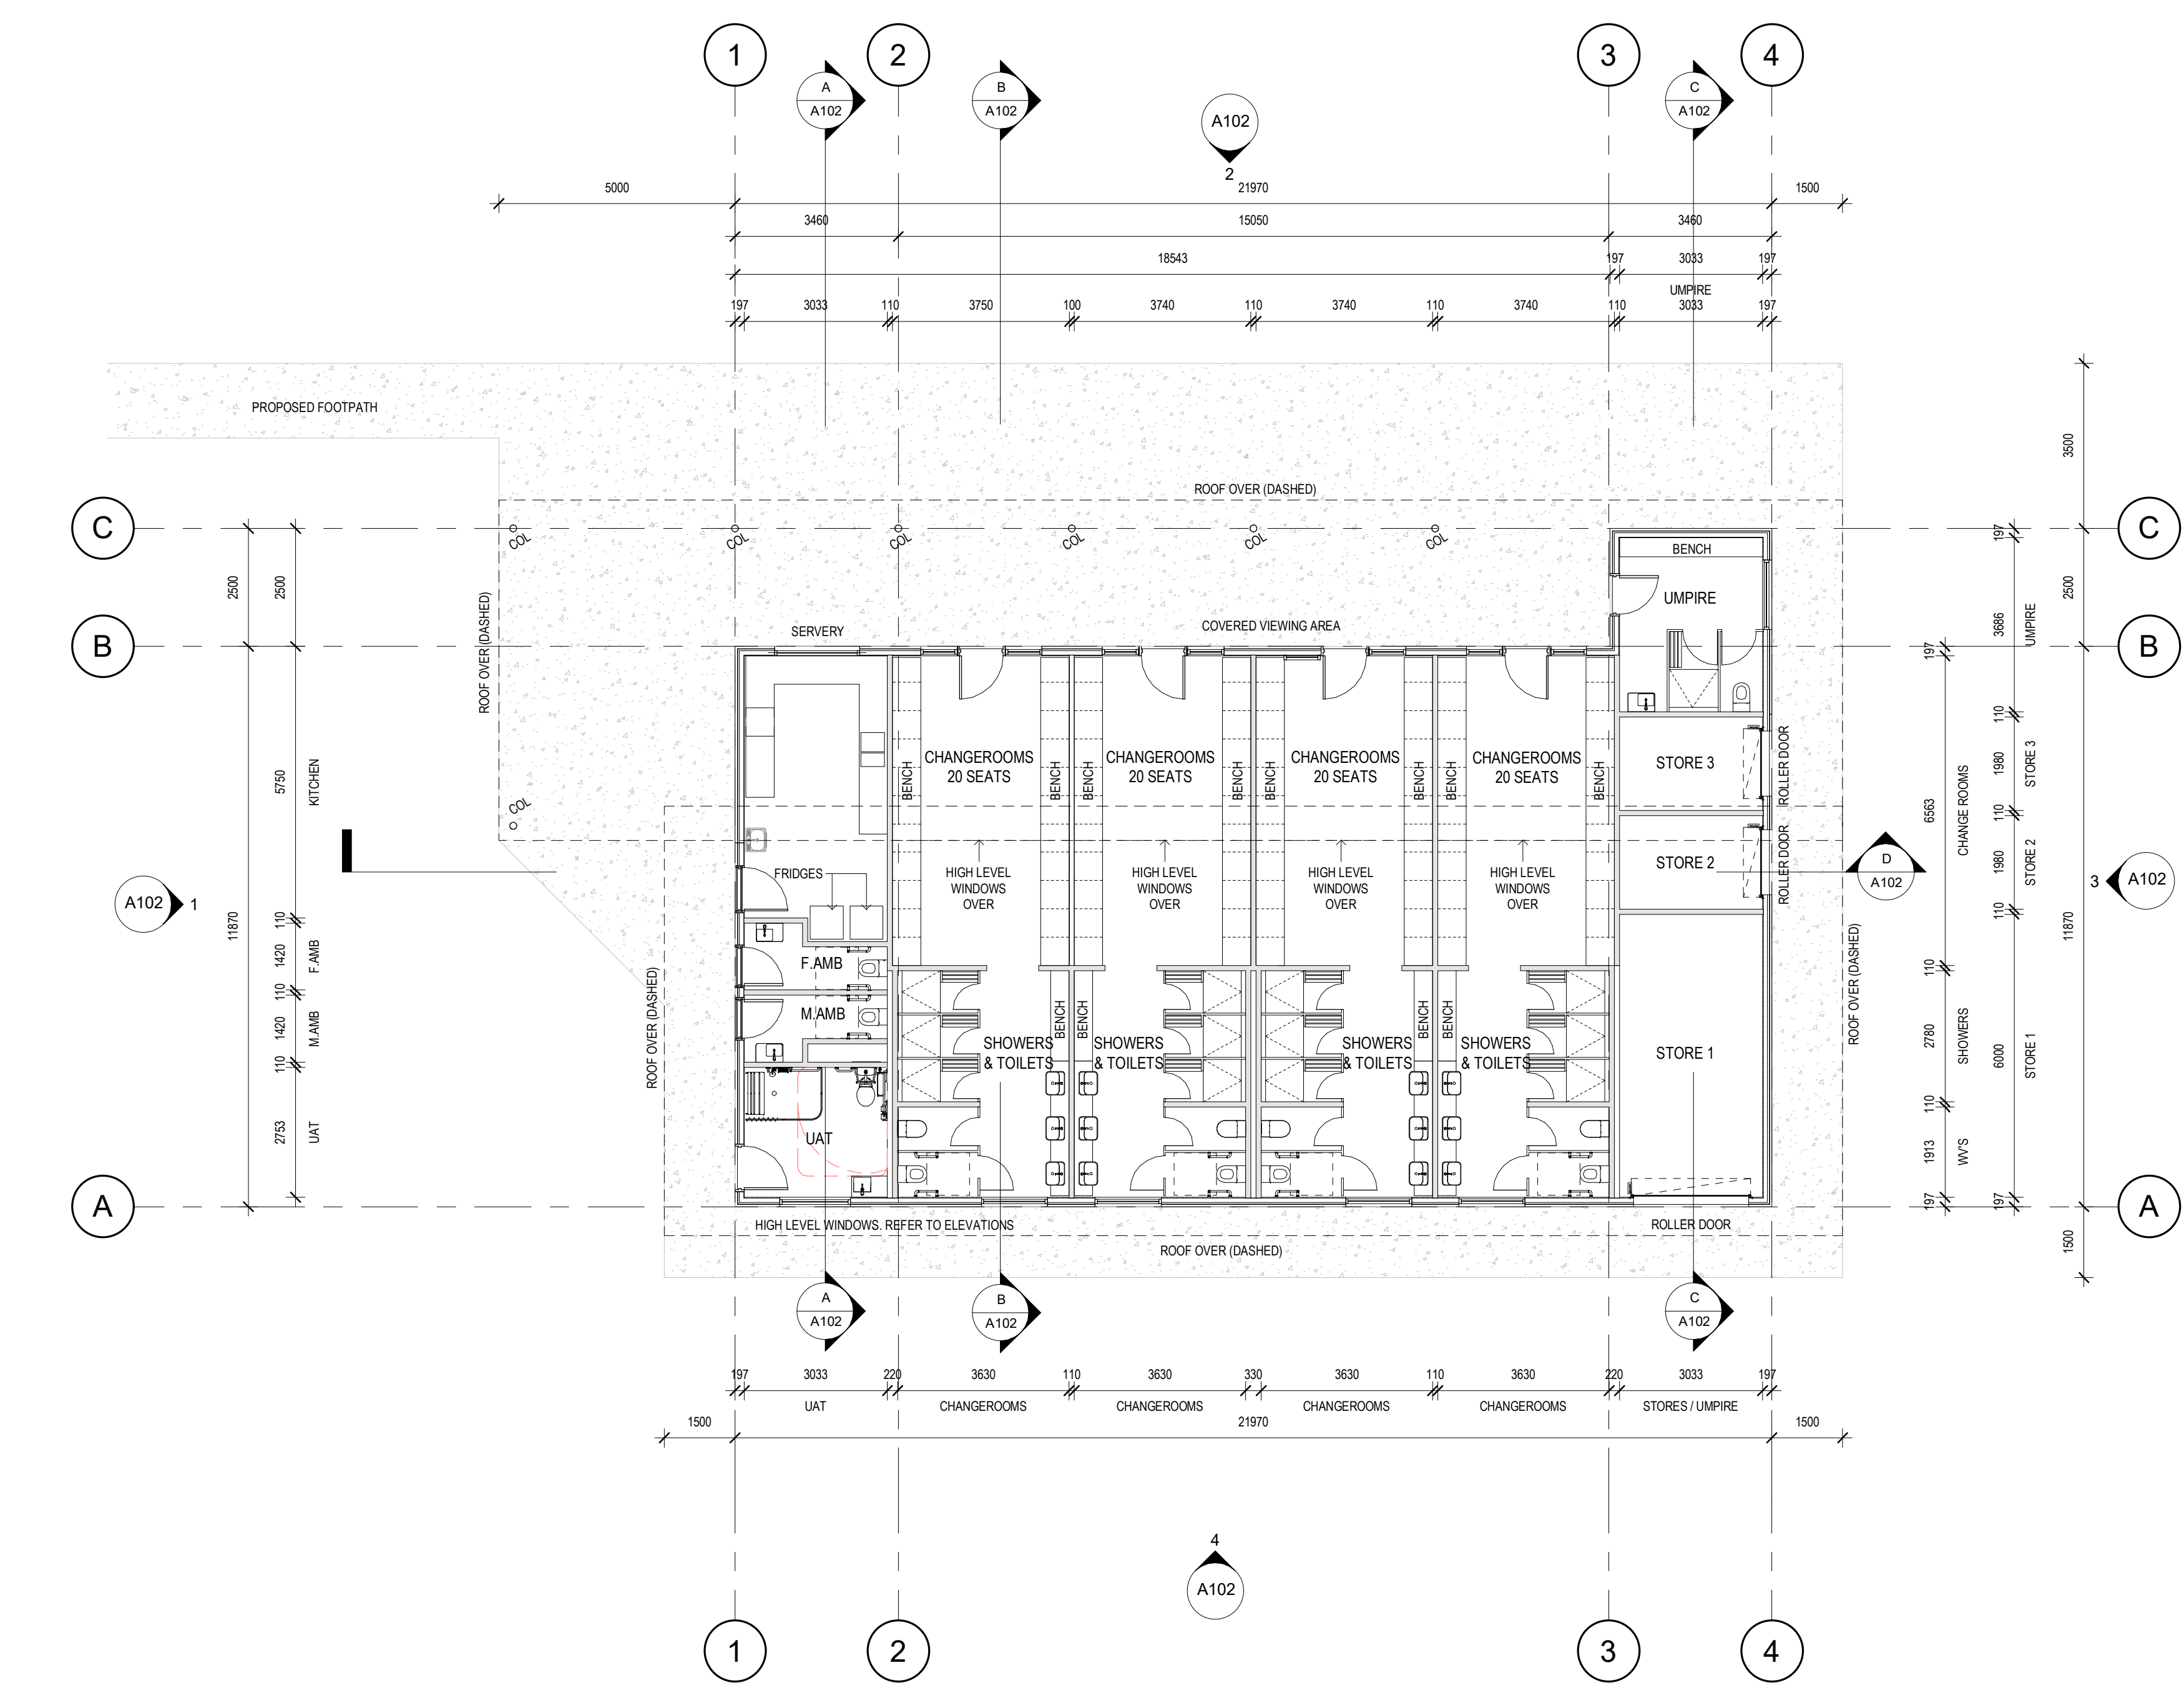 1 2 3 4
A B C
A102 A102 A102
A102
2
5000 21970 1500
3460 15050 3460
18543 197 3033 197
UMPIRE
197 3033 110 3750 100 3740 110 3740 110 3740 110 3033 197
PROPOSED FOOTPATH
3500
ROOF OVER (DASHED)
C C
COL COL COL COL COL COL
197
BENCH
2500 2500 2500
UMPIRE
3686 UMPIRE
ROOF OVER (DASHED)
SERVERY
COVERED VIEWING AREA
B B
197
110
CHANGEROOMS CHANGEROOMS CHANGEROOMS CHANGEROOMS
20 SEATS 20 SEATS 20 SEATS 20 SEATS
BENCH BENCH BENCH BENCH BENCH BENCH BENCH BENCH
STORE 3
ROLLER DOOR
1980 STORE 3
5750 KITCHEN
COL
6563 CHANGE ROOMS
110
STORE 2
ROLLER DOOR
1980 STORE 2
D
A102
FRIDGES
HIGH LEVEL HIGH LEVEL HIGH LEVEL HIGH LEVEL
WINDOWS WINDOWS WINDOWS WINDOWS
OVER OVER OVER OVER
A102 1
3 A102
11870 11870
110
110
1420 F.AMB
F.AMB
110
110
1420 M.AMB
M.AMB
ROOF OVER (DASHED)
ROOF OVER (DASHED)
BENCH BENCH BENCH BENCH
SHOWERS SHOWERS SHOWERS SHOWERS
& TOILETS & TOILETS & TOILETS & TOILETS
STORE 1
2780 SHOWERS
6000 STORE 1
110
110
2753 UAT
UAT
1913 WV'S
197 197
A A
HIGH LEVEL WINDOWS. REFER TO ELEVATIONS
ROLLER DOOR
ROOF OVER (DASHED)
1500
A B C
A102 A102 A102
197 3033 220 3630 110 3630 330 3630 110 3630 220 3033 197
UAT CHANGEROOMS CHANGEROOMS CHANGEROOMS CHANGEROOMS STORES / UMPIRE
1500 21970 1500
4
A102
1 2 3 4